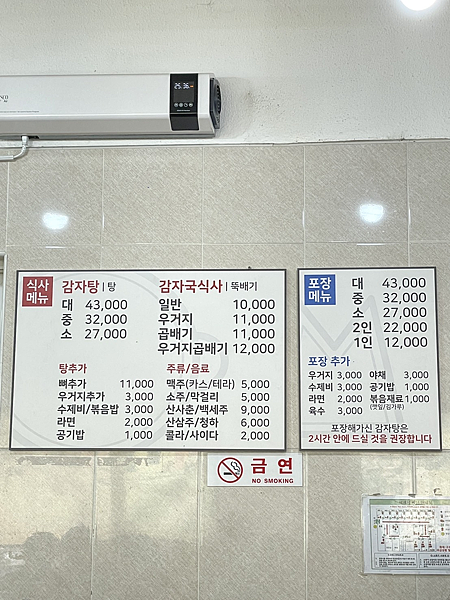 25 36
식사
메뉴
감자탕 | 탕
대 43,000
중 32,000
소 27,000
탕추가
뼈추가 11,000
우거지추가 3,000
수제비/볶음밥 3,000
라면 2,000
공기밥 1,000
감자국식사 | 뚝배기
일반 10,000
우거지 11,000
곱배기 11,000
우거지곱배기 12,000
주류/음료
맥주(카스/테라) 5,000
소주/막걸리 5,000
산사춘/백세주 9,000
산삼주/청하 6,000
콜라/사이다 2,000
포장
메뉴
대 43,000
중 32,000
소 27,000
2인 22,000
1인 12,000
포장 추가
우거지 3,000 야채 3,000
수제비 3,000 공기밥 1,000
라면 2,000 볶음재료 1,000
육수 3,000 (깻잎/김가루)
포장해가신 감자탕은
2시간 안에 드실 것을 권장합니다
금 연
NO SMOKING